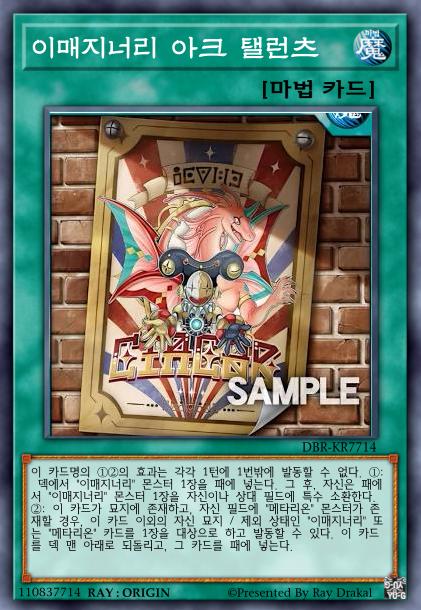 이매지너리 아크 탤런츠
마법
魔
[마법 카드]
SAMPLE
DBR-KR7714
이 카드명의 ①②의 효과는 각각 1턴에 1번밖에 발동할 수 없다. ①:
덱에서 "이매지너리" 몬스터 1장을 패에 넣는다. 그 후, 자신은 패에
서 "이매지너리" 몬스터 1장을 자신이나 상대 필드에 특수 소환한다.
②: 이 카드가 묘지에 존재하고, 자신 필드에 "메타리온" 몬스터가 존
재할 경우, 이 카드 이외의 자신 묘지 / 제외 상태인 "이매지너리" 또
는 "메타리온" 카드를 1장을 대상으로 하고 발동할 수 있다. 이 카드
를 덱 맨 아래로 되돌리고, 그 카드를 패에 넣는다.
110837714 RAY : ORIGIN ©Presented By Ray Drakal